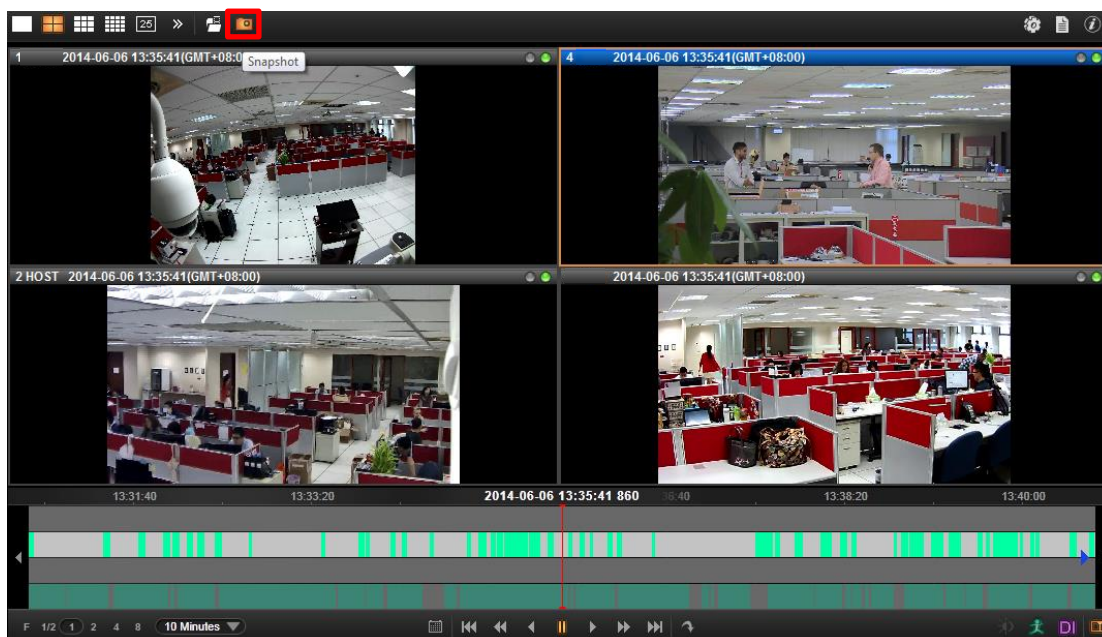 25 »
Snapshot
1 2014-06-06 13:35:41(GMT+08:0
4 2014-06-06 13:35:41(GMT+08:00)
2 HOST 2014-06-06 13:35:41(GMT+08:00)
2014-06-06 13:35:41(GMT+08:00)
13:31:40 13:33:20 2014-06-06 13:35:41 860 36:40 13:38:20 13:40:00
F 1/2 1 2 4 8 10 Minutes DI